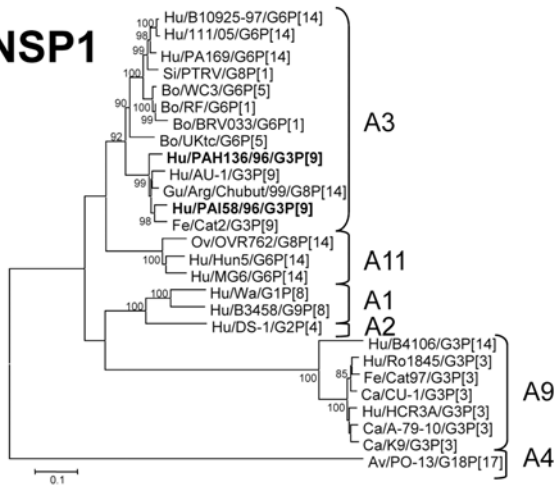 NSP1
Hu/B10925-97/G6P[14]
Hu/111/05/G6P[14]
Hu/PA169/G6P[14]
Si/PTRV/G8P[1]
Bo/WC3/G6P[5]
Bo/RF/G6P[1]
Bo/BRV033/G6P[1]
Bo/UKtc/G6P[5]
Hu/PAH136/96/G3P[9]
Hu/AU-1/G3P[9]
Gu/Arg/Chubut/99/G8P[14]
Hu/PAI58/96/G3P[9]
Fe/Cat2/G3P[9]
A3
Ov/OVR762/G8P[14]
Hu/Hun5/G6P[14]
Hu/MG6/G6P[14]
A11
Hu/Wa/G1P[8]
Hu/B3458/G9P[8]
A1
Hu/DS-1/G2P[4]
A2
Hu/B4106/G3P[14]
Hu/Ro1845/G3P[3]
Fe/Cat97/G3P[3]
Ca/CU-1/G3P[3]
Hu/HCR3A/G3P[3]
Ca/A-79-10/G3P[3]
Ca/K9/G3P[3]
A9
Av/PO-13/G18P[17]
A4
100
98
99
100
90
100
99
92
99
98
100
100
100
100
85
100
0.1